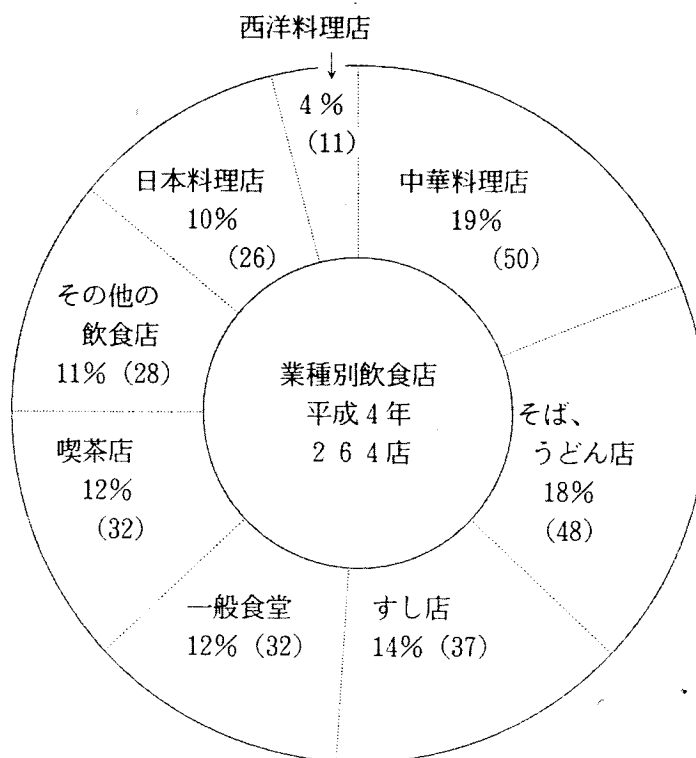 西洋料理店
↓
4%
(11)
中華料理店
19%
(50)
そば、
うどん店
18%
(48)
すし店
14%(37)
一般食堂
12%(32)
喫茶店
12%
(32)
その他の
飲食店
11%(28)
日本料理店
10%
(26)
業種別飲食店
平成4年
264店